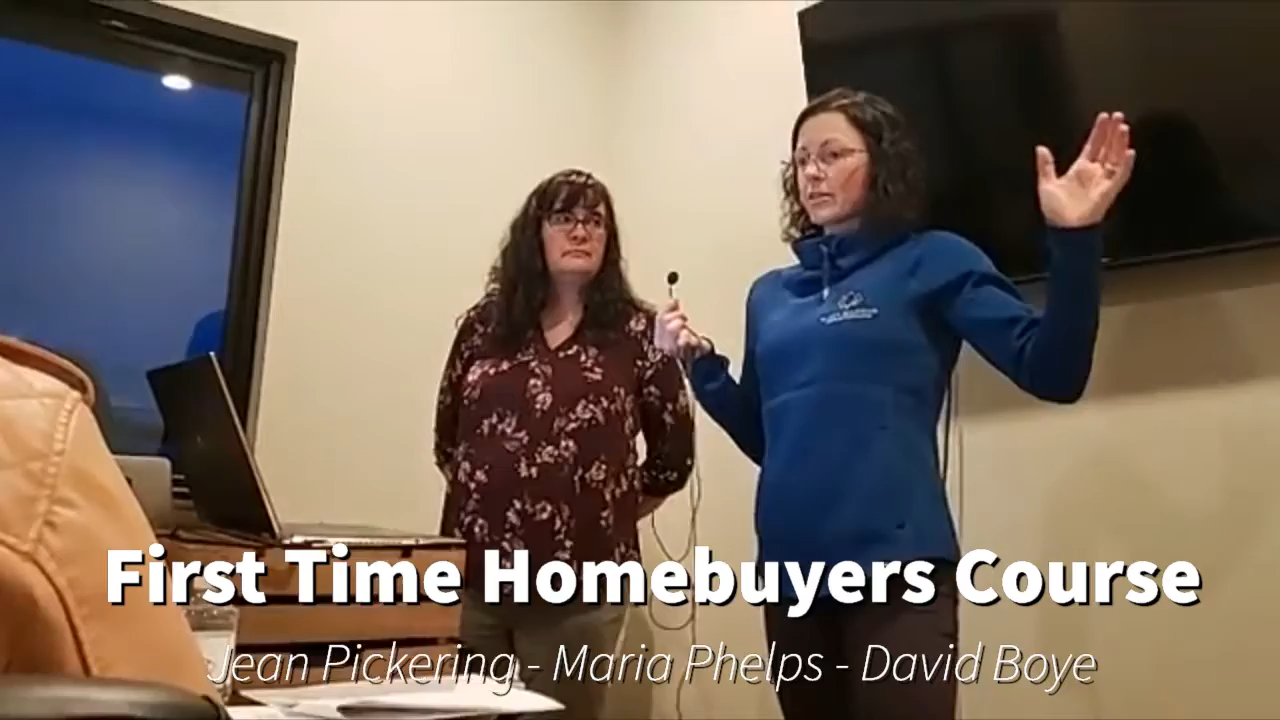 First Time Homebuyers Course
Jean Pickering - Maria Phelps - David Boye